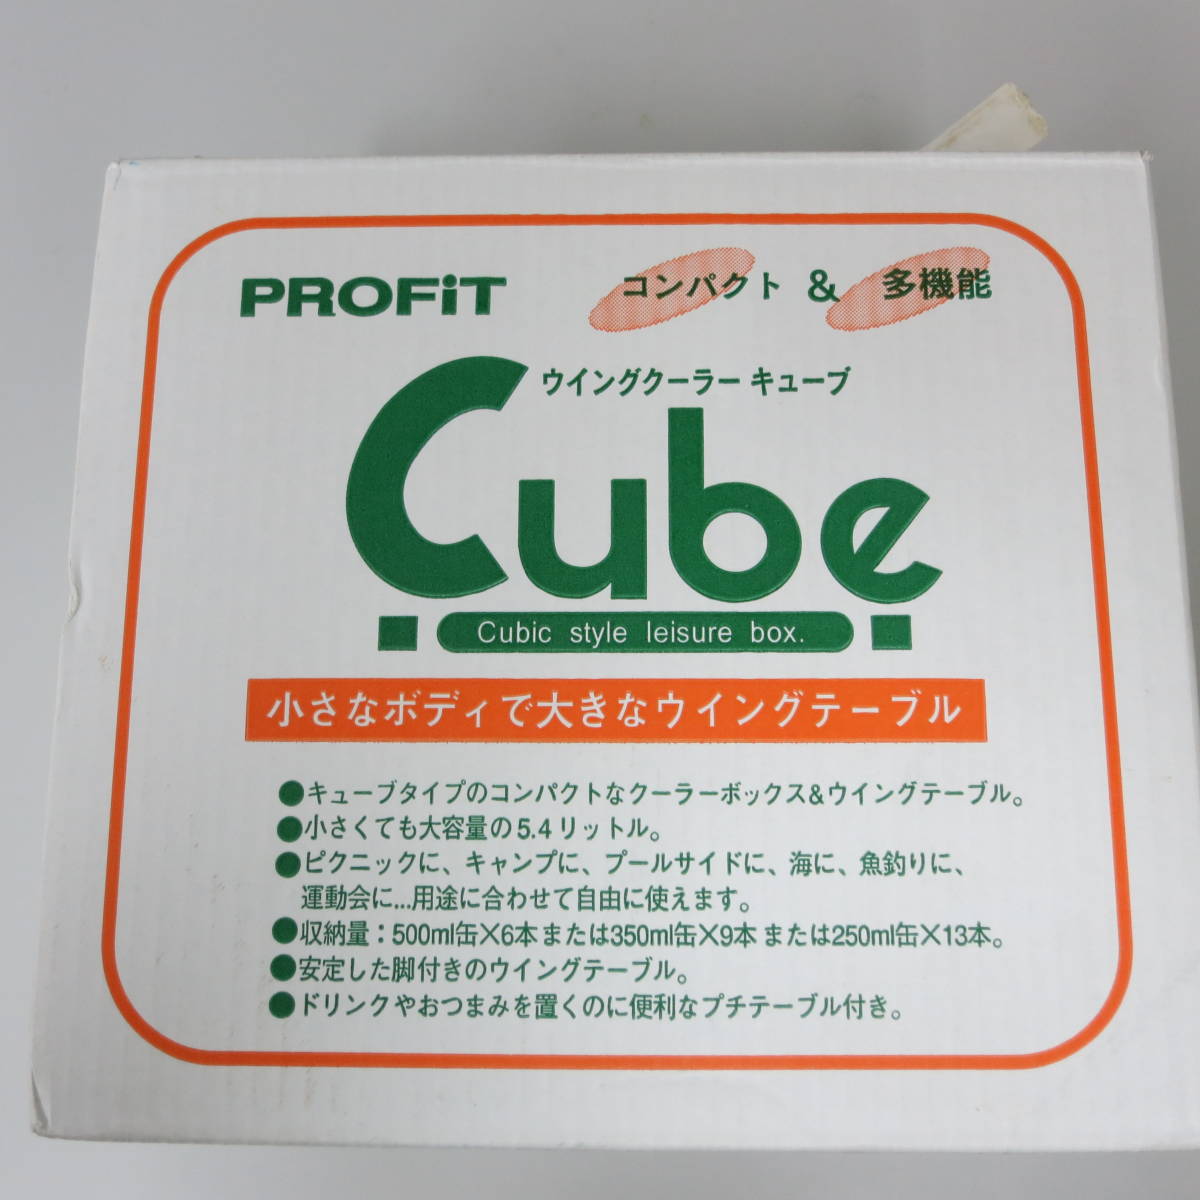 PROFiT
コンパクト & 多機能
ウイングクーラー キューブ
Cube
Cubic style leisure box.
小さなボディで大きなウイングテーブル
●キューブタイプのコンパクトなクーラーボックス&ウイングテーブル。
●小さくても大容量の5.4リットル。
●ピクニックに、キャンプに、プールサイドに、海に、魚釣りに、
運動会に...用途に合わせて自由に使えます。
●収納量：500ml缶×6本または350ml缶×9本または250ml缶×13本。
●安定した脚付きのウイングテーブル。
●ドリンクやおつまみを置くのに便利なプチテーブル付き。